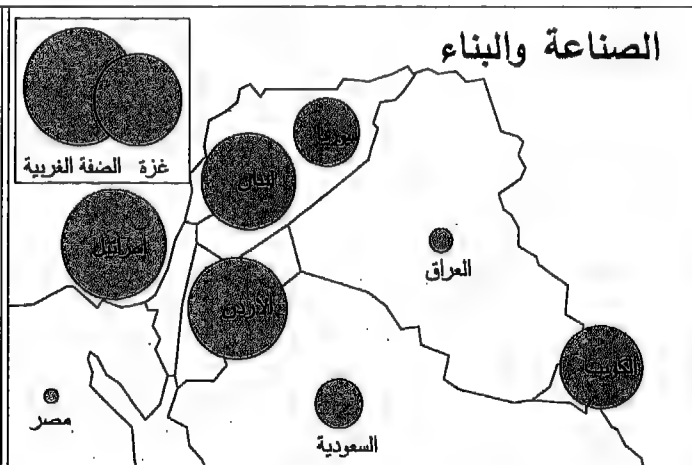 الصناعة والبناء
غزة الضفة الغربية
سوريا
لبنان
إسرائيل
العراق
الأردن
الكويت
مصر
السعودية